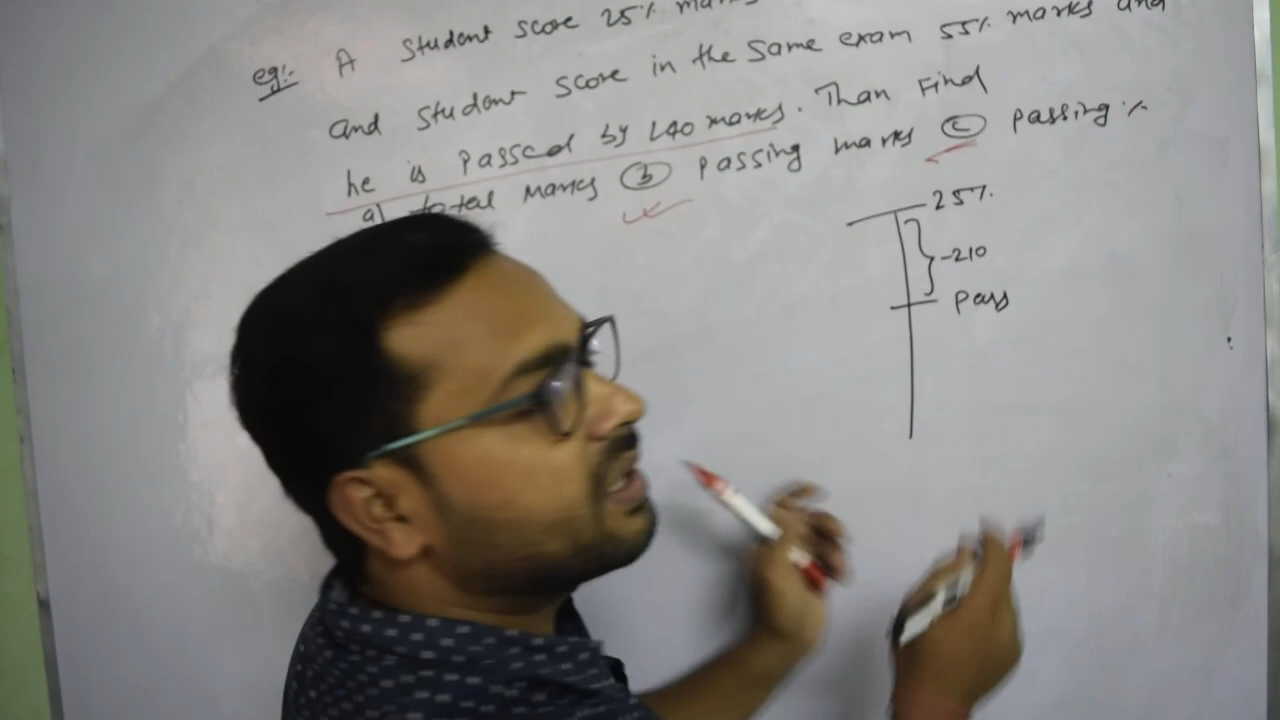 eg:- A student score 25% marks
and student score in the same exam 55% marks and
he is passed by 140 marks. Than Find
a) total marks (b) passing marks (c) passing %
25%
-210
pass